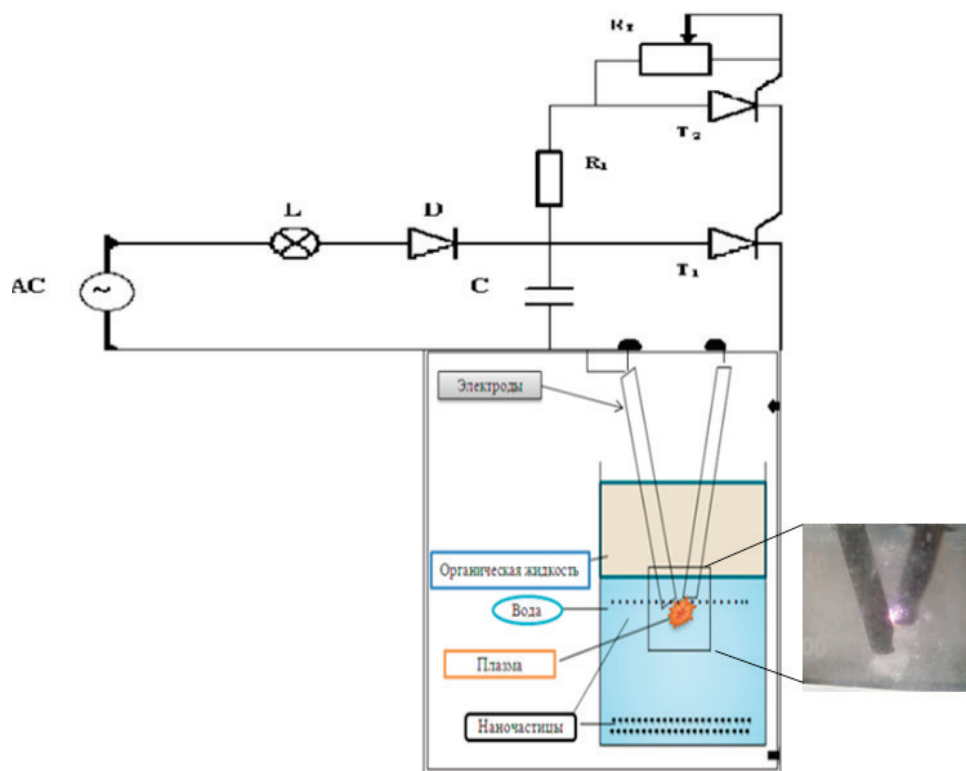 R₂
T₂
R₁
L
D
AC
~
C
T₁
Электроды
Органическая жидкость
Вода
Плазма
Наночастицы